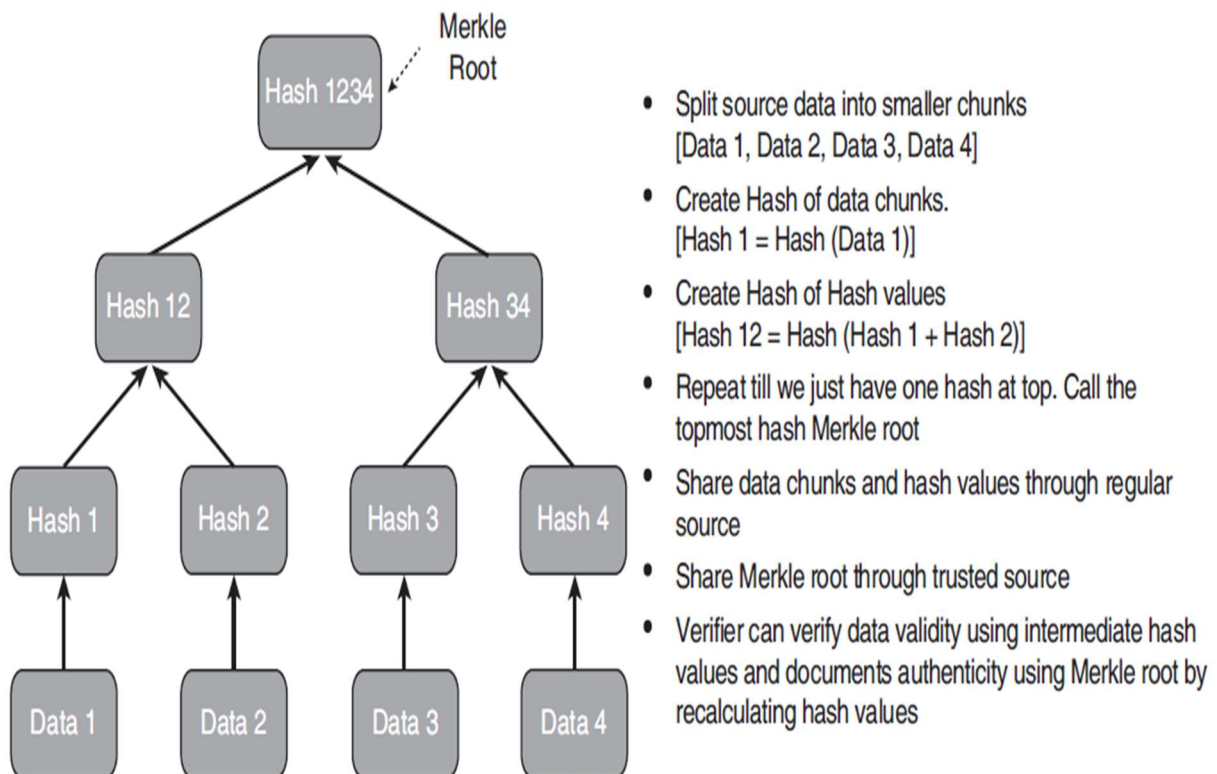 Merkle
Root
Hash 1234
Hash 12
Hash 34
Hash 1
Hash 2
Hash 3
Hash 4
Data 1
Data 2
Data 3
Data 4
• Split source data into smaller chunks
[Data 1, Data 2, Data 3, Data 4]
• Create Hash of data chunks.
[Hash 1 = Hash (Data 1)]
• Create Hash of Hash values
[Hash 12 = Hash (Hash 1 + Hash 2)]
• Repeat till we just have one hash at top. Call the
topmost hash Merkle root
• Share data chunks and hash values through regular
source
• Share Merkle root through trusted source
• Verifier can verify data validity using intermediate hash
values and documents authenticity using Merkle root by
recalculating hash values